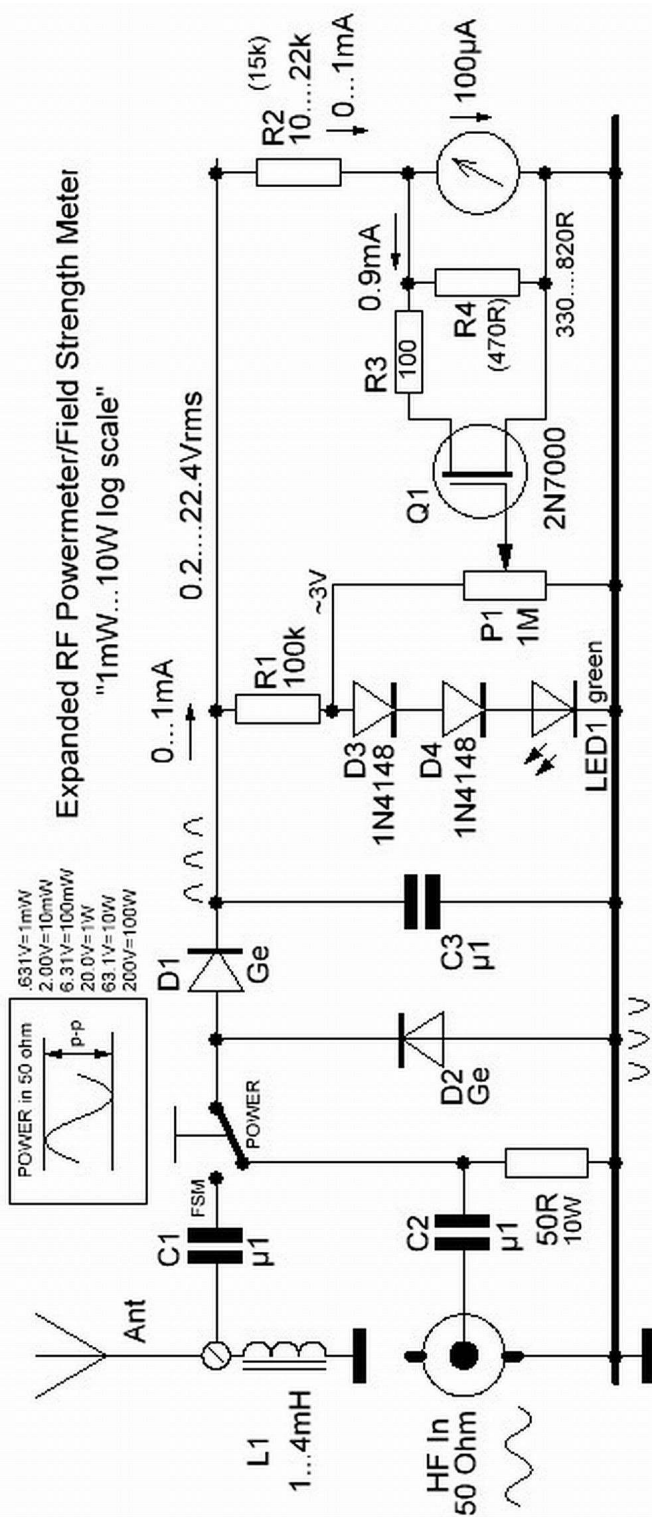 Expanded RF Powermeter/Field Strength Meter
"1mW...10W log scale"
POWER in 50 ohm
p-p
.631V=1mW
2.00V=10mW
6.31V=100mW
20.0V=1W
63.1V=10W
200V=100W
Ant
L1
1...4mH
HF In
50 Ohm
C1
µ1
FSM
POWER
C2
µ1
50R
10W
D1
Ge
D2
Ge
C3
µ1
0...1mA
0.2....22.4Vrms
R1
100k
~3V
D3
1N4148
D4
1N4148
LED1
green
P1
1M
Q1
2N7000
R3
100
0.9mA
R4
(470R)
330....820R
R2
(15k)
10....22k
0...1mA
100µA